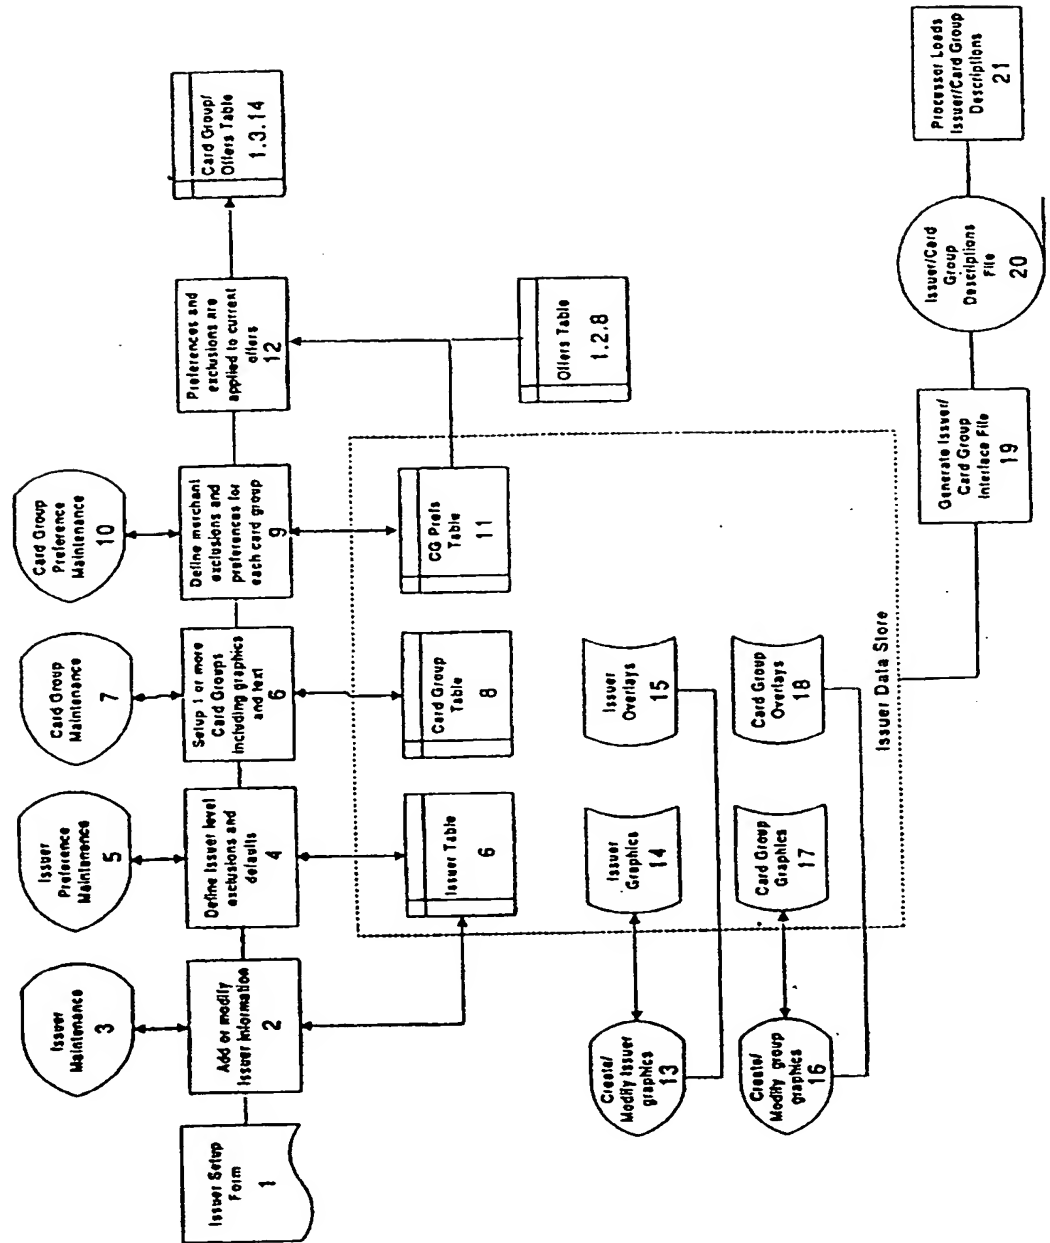 Issuer Setup
Form
1
Issuer
Maintenance
3
Add or modify
Issuer Information
2
Issuer
Preference
Maintenance
5
Define Issuer level
exclusions and
defaults
4
Card Group
Maintenance
7
Setup 1 or more
Card Groups
including graphics
and text
6
Card Group
Preference
Maintenance
10
Define merchant
exclusions and
preferences for
each card group
9
Preferences and
exclusions are
applied to current
offers
12
Card Group/
Offers Table
1.3.14
Issuer Table
6
Card Group
Table
8
CG Prefs
Table
11
Offers Table
1.2.8
Create/
Modify Issuer
graphics
13
Issuer
Graphics
14
Issuer
Overlays
15
Create/
Modify group
graphics
16
Card Group
Graphics
17
Card Group
Overlays
18
Issuer Data Store
Generate Issuer/
Card Group
Interface File
19
Issuer/Card
Group
Descriptions
File
20
Processor Loads
Issuer/Card Group
Descriptions
21